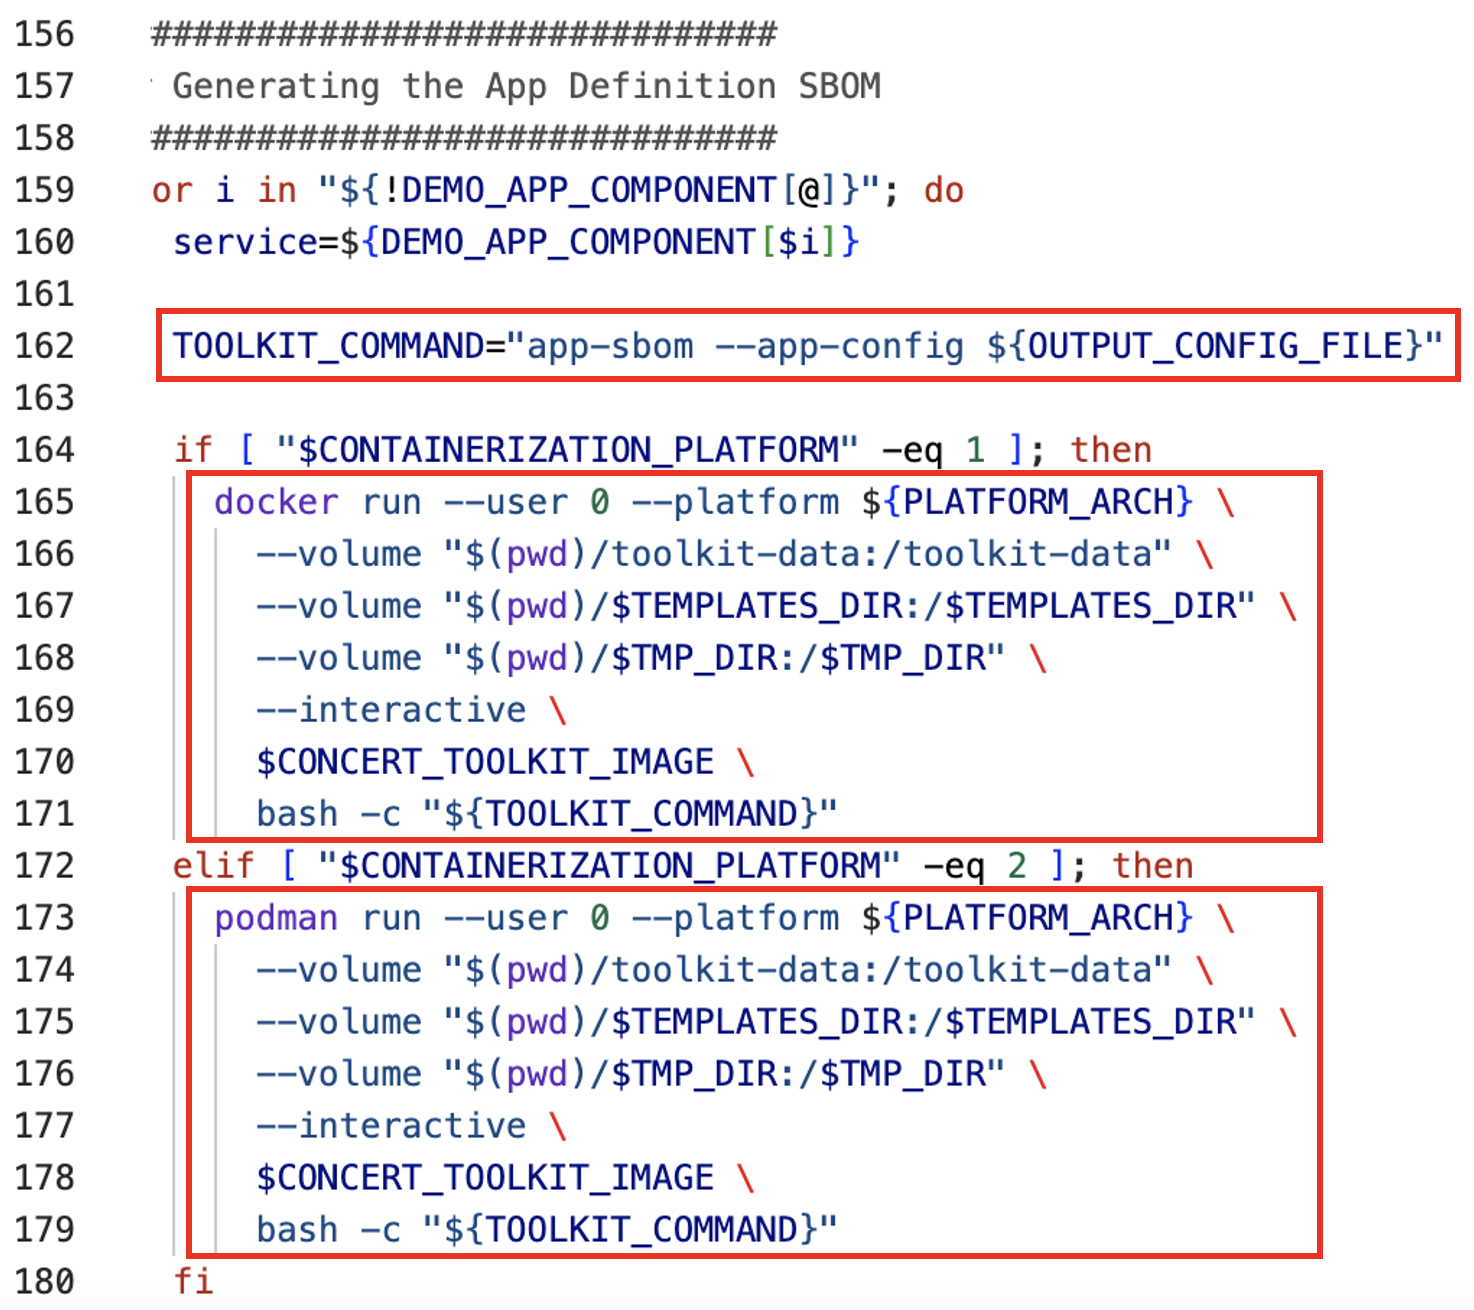 156 ##############################
157 Generating the App Definition SBOM
158 ##############################
159 or i in "${!DEMO_APP_COMPONENT[@]}"; do
160 service=${DEMO_APP_COMPONENT[$i]}
161
162 TOOLKIT_COMMAND="app-sbom --app-config ${OUTPUT_CONFIG_FILE}"
163
164 if [ "$CONTAINERIZATION_PLATFORM" -eq 1 ]; then
165 docker run --user 0 --platform ${PLATFORM_ARCH} \
166 --volume "$(pwd)/toolkit-data:/toolkit-data" \
167 --volume "$(pwd)/$TEMPLATES_DIR:/$TEMPLATES_DIR" \
168 --volume "$(pwd)/$TMP_DIR:/$TMP_DIR" \
169 --interactive \
170 $CONCERT_TOOLKIT_IMAGE \
171 bash -c "${TOOLKIT_COMMAND}"
172 elif [ "$CONTAINERIZATION_PLATFORM" -eq 2 ]; then
173 podman run --user 0 --platform ${PLATFORM_ARCH} \
174 --volume "$(pwd)/toolkit-data:/toolkit-data" \
175 --volume "$(pwd)/$TEMPLATES_DIR:/$TEMPLATES_DIR" \
176 --volume "$(pwd)/$TMP_DIR:/$TMP_DIR" \
177 --interactive \
178 $CONCERT_TOOLKIT_IMAGE \
179 bash -c "${TOOLKIT_COMMAND}"
180 fi